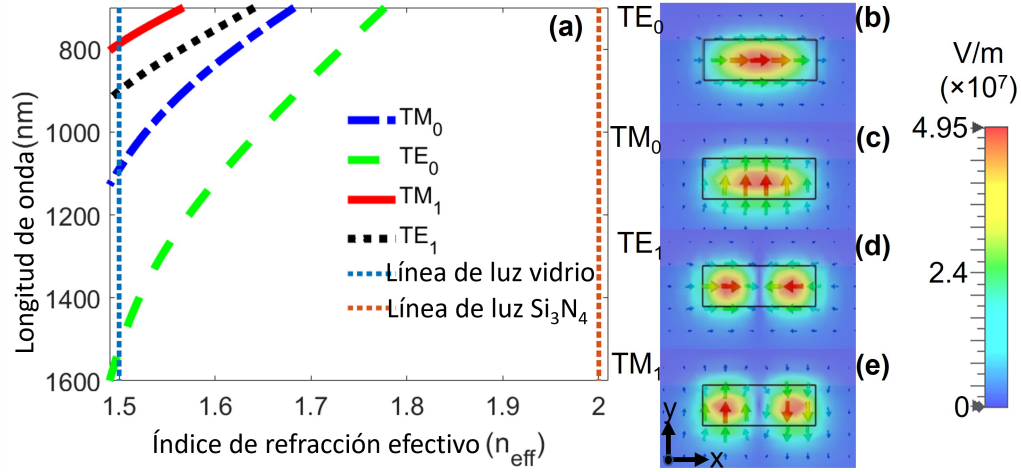 (a)
800
1000
1200
1400
1600
1.5
1.6
1.7
1.8
1.9
2
Longitud de onda(nm)
Índice de refracción efectivo (n_eff)
TM₀
TE₀
TM₁
TE₁
Línea de luz vidrio
Línea de luz Si₃N₄
TE₀
(b)
TM₀
(c)
TE₁
(d)
TM₁
(e)
y
x
V/m
(×10⁷)
4.95
2.4
0